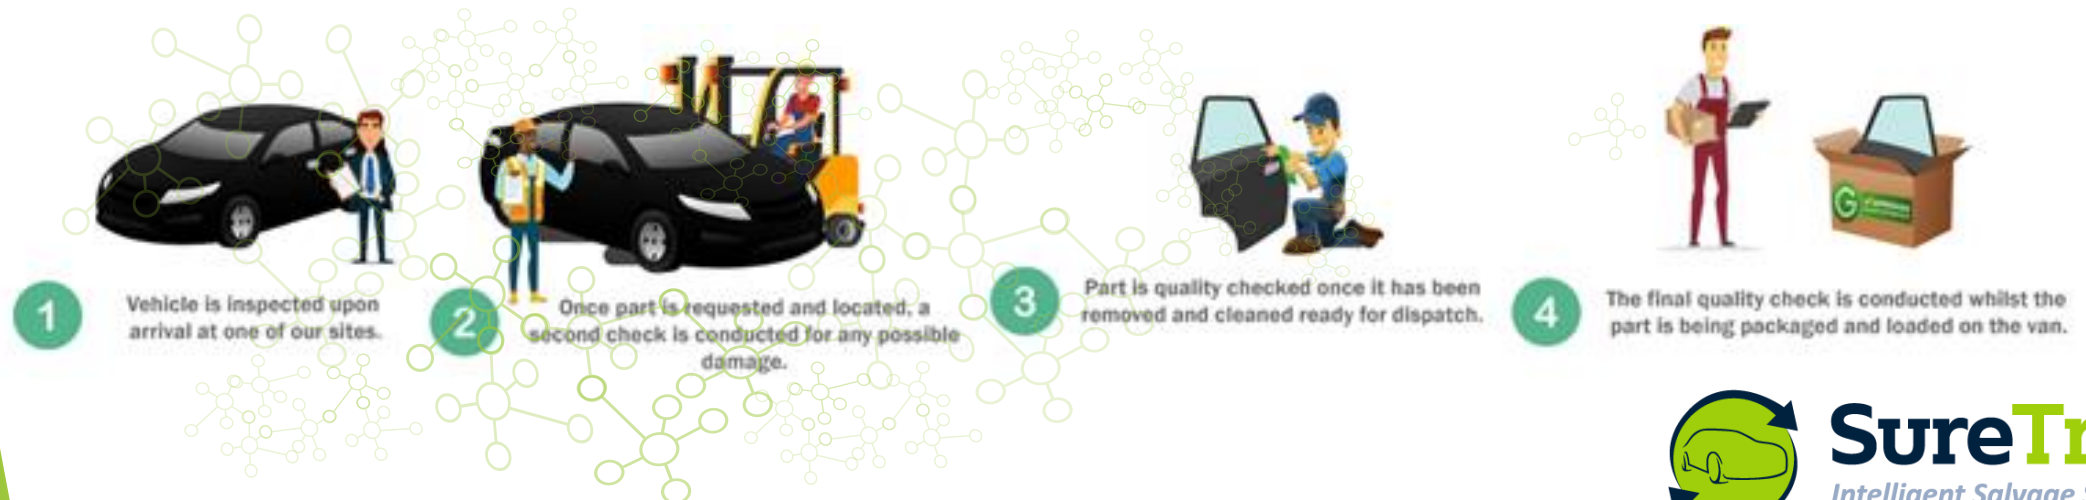 1
Vehicle is inspected upon
arrival at one of our sites.
2
Once part is requested and located, a
second check is conducted for any possible
damage.
3
Part is quality checked once it has been
removed and cleaned ready for dispatch.
4
The final quality check is conducted whilst the
part is being packaged and loaded on the van.
G
SureTr
Intelligent Salvage